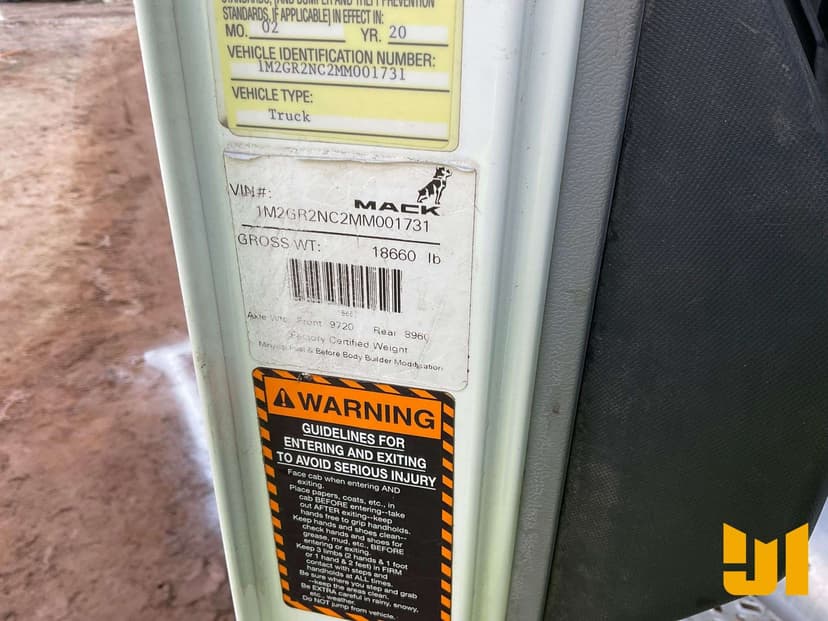 STANDARDS, (AND BUMPER AND THEFT PREVENTION
STANDARDS, IF APPLICABLE) IN EFFECT IN:
MO. 02 YR. 20
VEHICLE IDENTIFICATION NUMBER:
1M2GR2NC2MM001731
VEHICLE TYPE:
Truck
MACK
VIN#:
1M2GR2NC2MM001731
GROSS WT: 18660 lb
Axle Wts: Front 9720 Rear 8960
Factory Certified Weight
Fuel & Before Body Builder Modification
WARNING
GUIDELINES FOR
ENTERING AND EXITING
TO AVOID SERIOUS INJURY
Face cab when entering AND
exiting.
Place papers, coats, etc., in
cab BEFORE entering--take
out AFTER exiting--keep
hands free to grip handholds.
Keep hands and shoes clean--
check hands and shoes for
grease, mud, etc., BEFORE
entering or exiting.
Keep 3 limbs (2 hands & 1 foot
or 1 hand & 2 feet) in FIRM
contact with steps and
handholds at ALL times.
Be sure where you step and grab
--keep the areas clean.
Be EXTRA careful in rainy, snowy,
etc., weather.
Do NOT jump from vehicle.